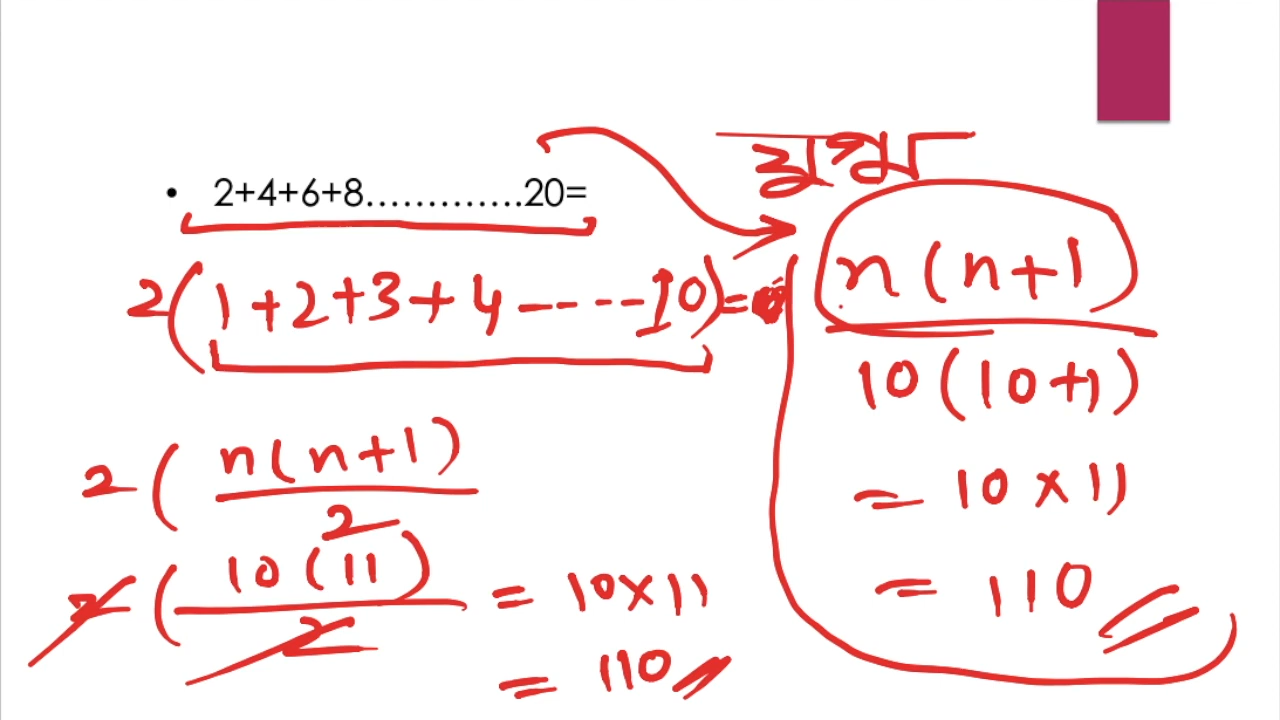 • 2+4+6+8.............20=
2(1+2+3+4-----10)=
2(n(n+1)/2
2(10(11)/2 = 10×11
= 110
n(n+1)
10(10+1)
= 10×11
= 110